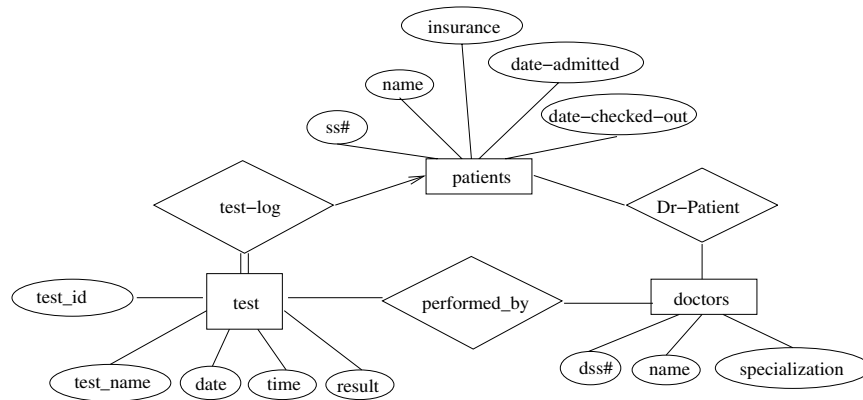 insurance
date-admitted
name
date-checked-out
ss#
patients
test-log
Dr-Patient
test_id
test
performed_by
doctors
test_name
date
time
result
dss#
name
specialization